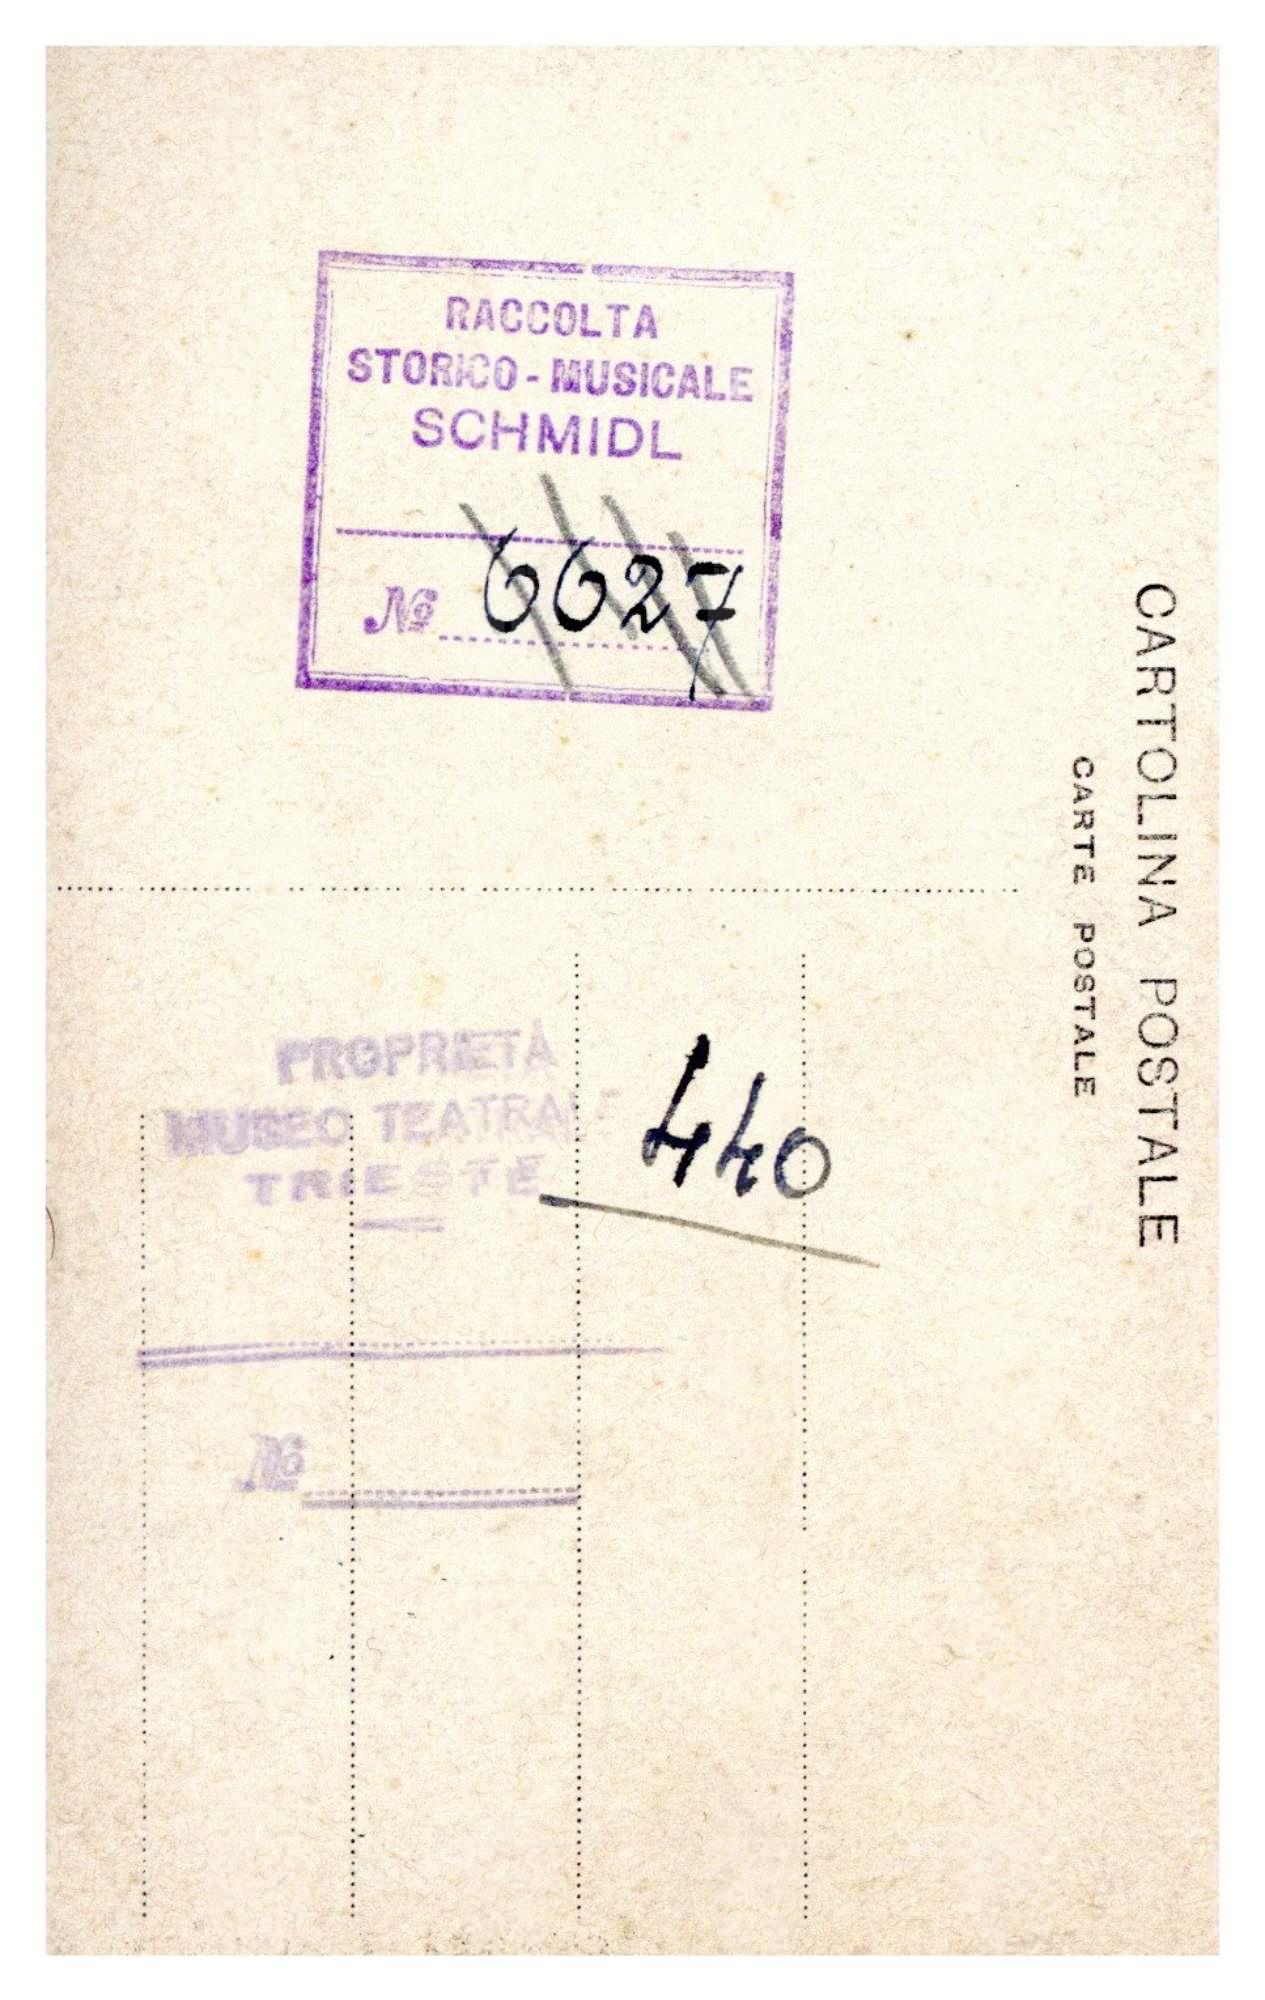 RACCOLTA
STORICO - MUSICALE
SCHMIDL
No 6627
CARTOLINA POSTALE
CARTE POSTALE
PROPRIETÀ
MUSEO TEATRALE
TRIESTE
440
No